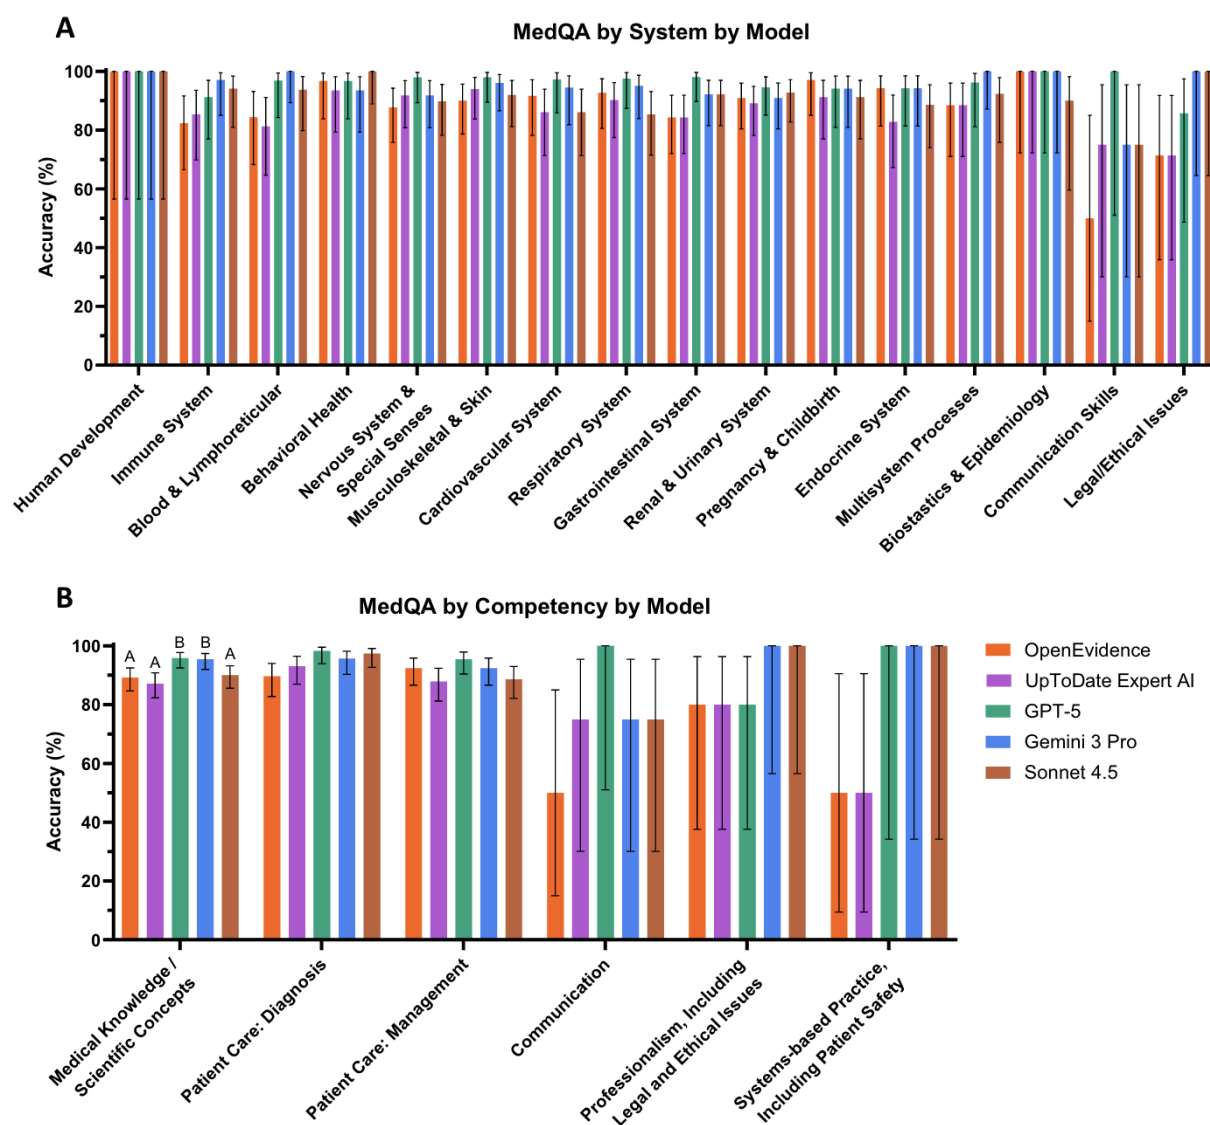 A
MedQA by System by Model
Accuracy (%)
100
80
60
40
20
0
Human Development
Immune System
Blood & Lymphoreticular
Behavioral Health
Nervous System &
Special Senses
Musculoskeletal & Skin
Cardiovascular System
Respiratory System
Gastrointestinal System
Renal & Urinary System
Pregnancy & Childbirth
Endocrine System
Multisystem Processes
Biostastics & Epidemiology
Communication Skills
Legal/Ethical Issues
B
MedQA by Competency by Model
Accuracy (%)
100
80
60
40
20
0
A
A
B
B
A
Medical Knowledge /
Scientific Concepts
Patient Care: Diagnosis
Patient Care: Management
Communication
Professionalism, Including
Legal and Ethical Issues
Systems-based Practice,
Including Patient Safety
OpenEvidence
UpToDate Expert AI
GPT-5
Gemini 3 Pro
Sonnet 4.5